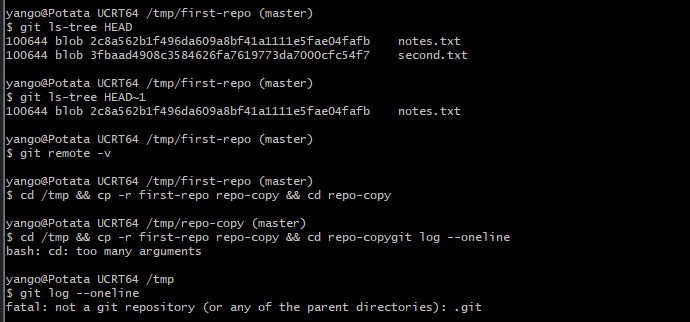 yango@Potata UCRT64 /tmp/first-repo (master)
$ git ls-tree HEAD
100644 blob 2c8a562b1f496da609a8bf41a1111e5fae04fafb    notes.txt
100644 blob 3fbaad4908c3584626fa7619773da7000cfc54f7    second.txt
yango@Potata UCRT64 /tmp/first-repo (master)
$ git ls-tree HEAD~1
100644 blob 2c8a562b1f496da609a8bf41a1111e5fae04fafb    notes.txt
yango@Potata UCRT64 /tmp/first-repo (master)
$ git remote -v
yango@Potata UCRT64 /tmp/first-repo (master)
$ cd /tmp && cp -r first-repo repo-copy && cd repo-copy
yango@Potata UCRT64 /tmp/repo-copy (master)
$ cd /tmp && cp -r first-repo repo-copy && cd repo-copygit log --oneline
bash: cd: too many arguments
yango@Potata UCRT64 /tmp
$ git log --oneline
fatal: not a git repository (or any of the parent directories): .git